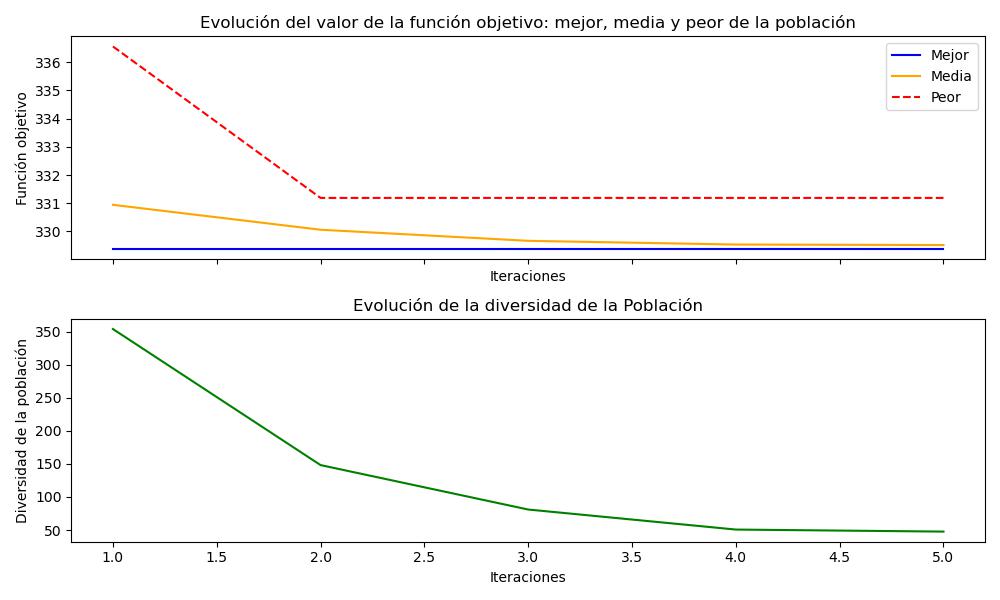 Evolución del valor de la función objetivo: mejor, media y peor de la población
Función objetivo
336
335
334
333
332
331
330
Mejor
Media
Peor
Iteraciones
Evolución de la diversidad de la Población
Diversidad de la población
350
300
250
200
150
100
50
1.0 1.5 2.0 2.5 3.0 3.5 4.0 4.5 5.0
Iteraciones